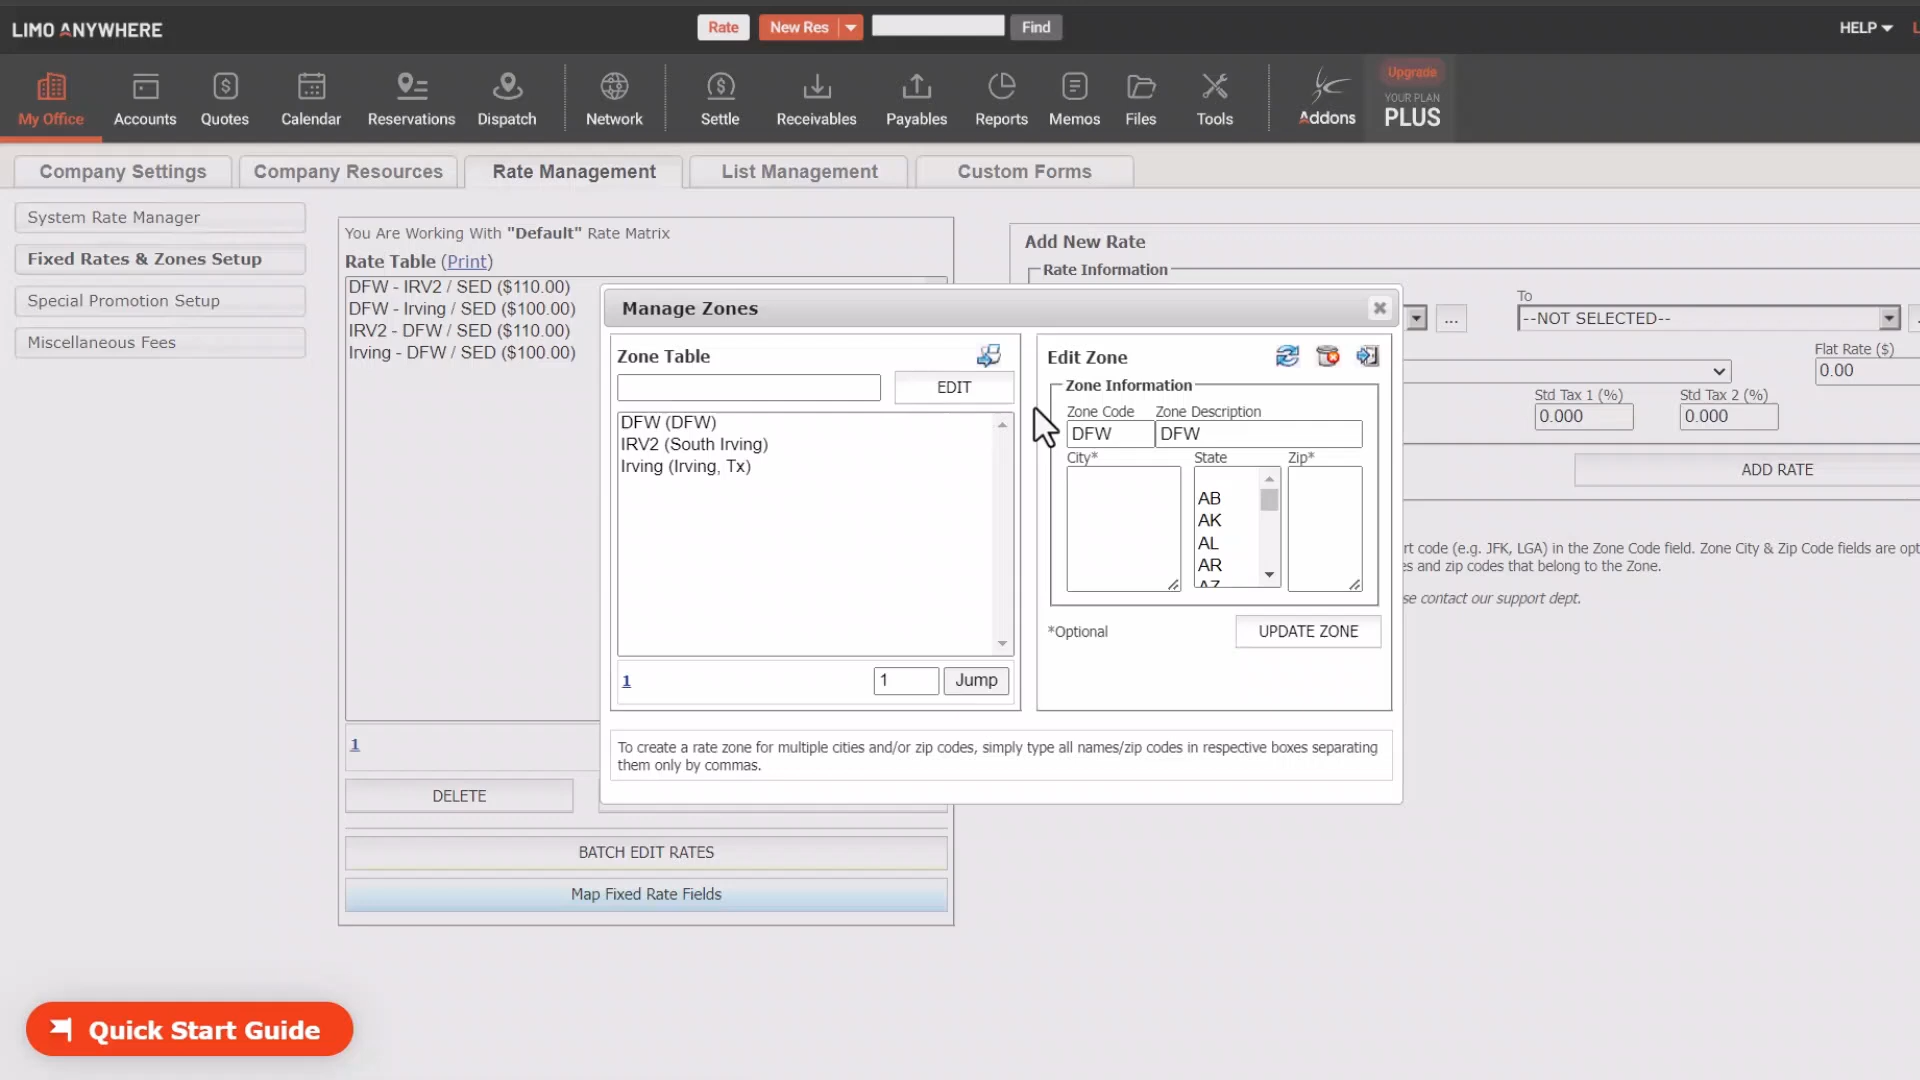 LIMO ANYWHERE
Rate
New Res
Find
HELP
My Office
Accounts
Quotes
Calendar
Reservations
Dispatch
Network
Settle
Receivables
Payables
Reports
Memos
Files
Tools
Addons
Upgrade
YOUR PLAN
PLUS
Company Settings
Company Resources
Rate Management
List Management
Custom Forms
System Rate Manager
Fixed Rates & Zones Setup
Special Promotion Setup
Miscellaneous Fees
You Are Working With "Default" Rate Matrix
Rate Table (Print)
DFW - IRV2 / SED ($110.00)
DFW - Irving / SED ($100.00)
IRV2 - DFW / SED ($110.00)
Irving - DFW / SED ($100.00)
1
DELETE
BATCH EDIT RATES
Map Fixed Rate Fields
Manage Zones
Zone Table
EDIT
DFW (DFW)
IRV2 (South Irving)
Irving (Irving, Tx)
1
1
Jump
Edit Zone
Zone Information
Zone Code
Zone Description
DFW
DFW
City*
State
Zip*
AB
AK
AL
AR
AZ
*Optional
UPDATE ZONE
To create a rate zone for multiple cities and/or zip codes, simply type all names/zip codes in respective boxes separating
them only by commas.
Add New Rate
Rate Information
...
To
--NOT SELECTED--
Flat Rate ($)
0.00
Std Tax 1 (%)
Std Tax 2 (%)
0.000
0.000
ADD RATE
code (e.g. JFK, LGA) in the Zone Code field. Zone City & Zip Code fields are
and zip codes that belong to the Zone.
contact our support dept.
Quick Start Guide